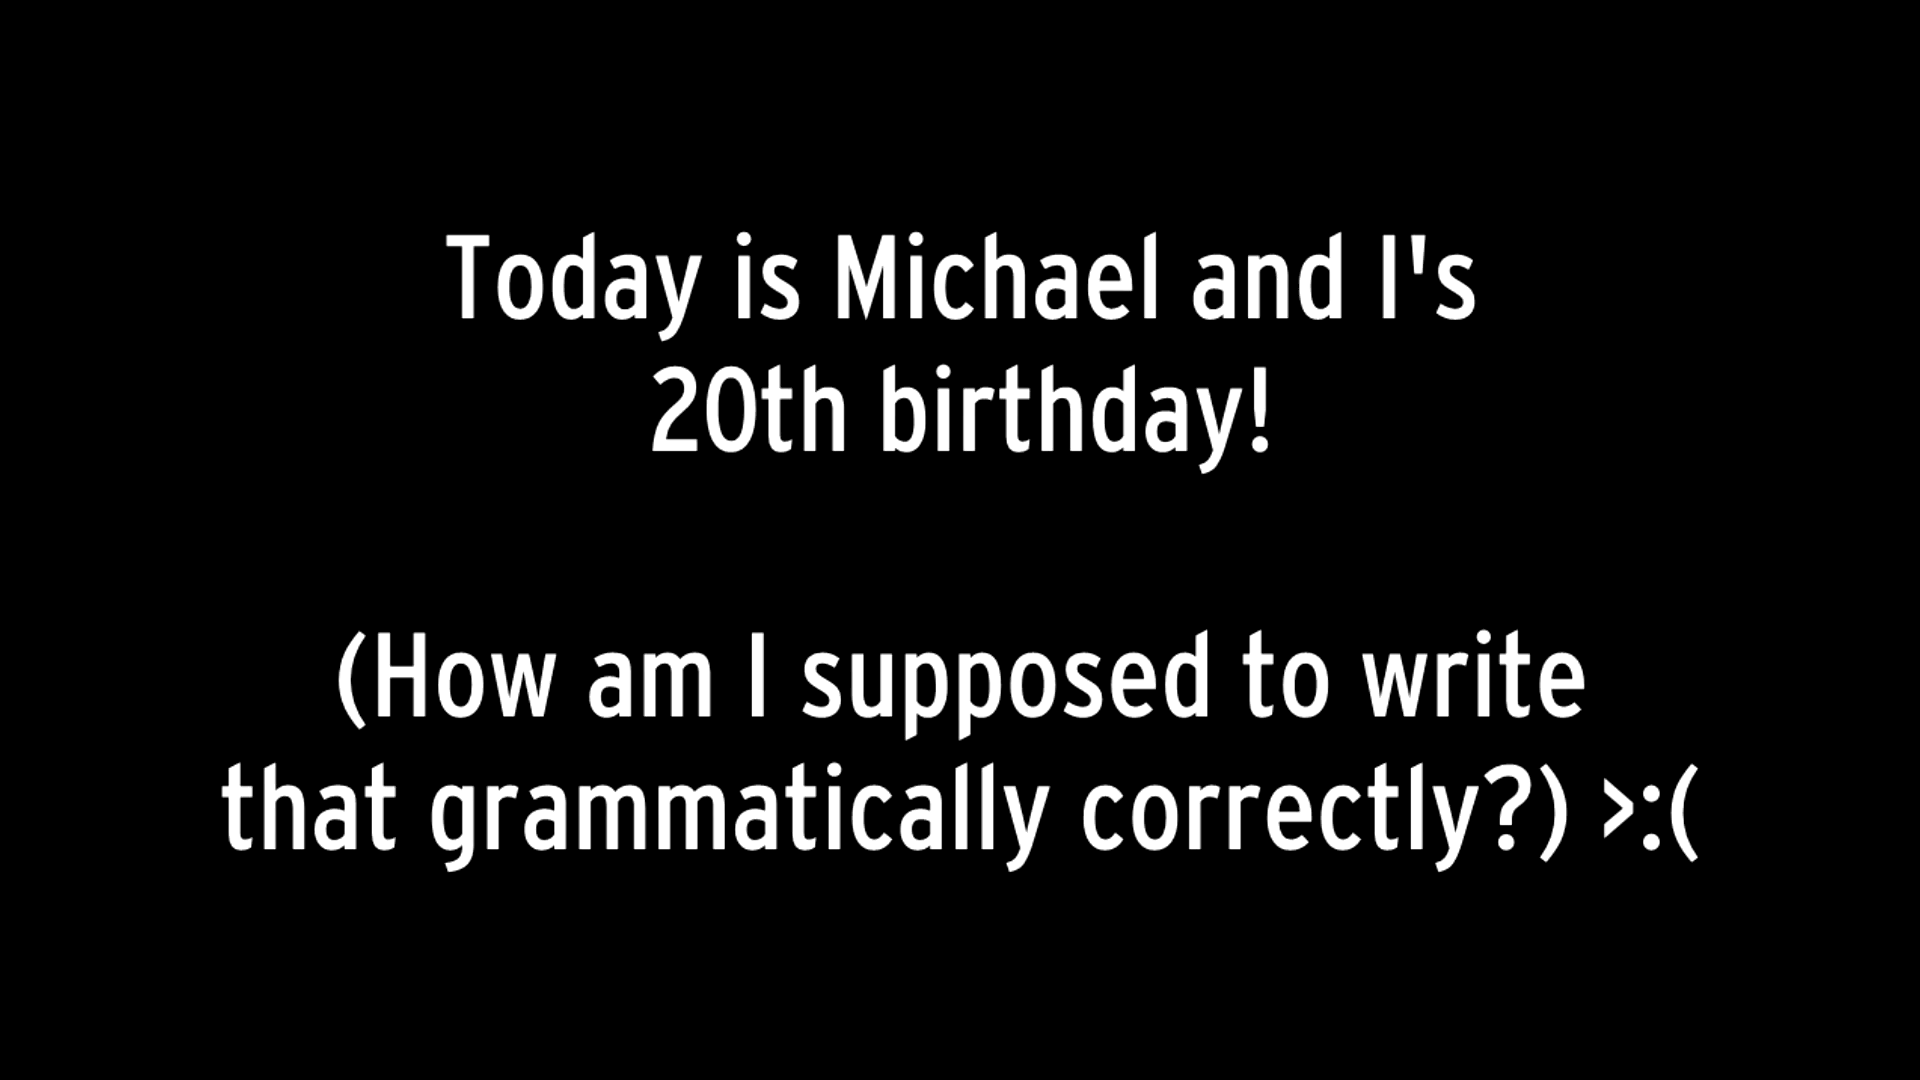 Today is Michael and I's
20th birthday!
(How am I supposed to write
that grammatically correctly?) >:(